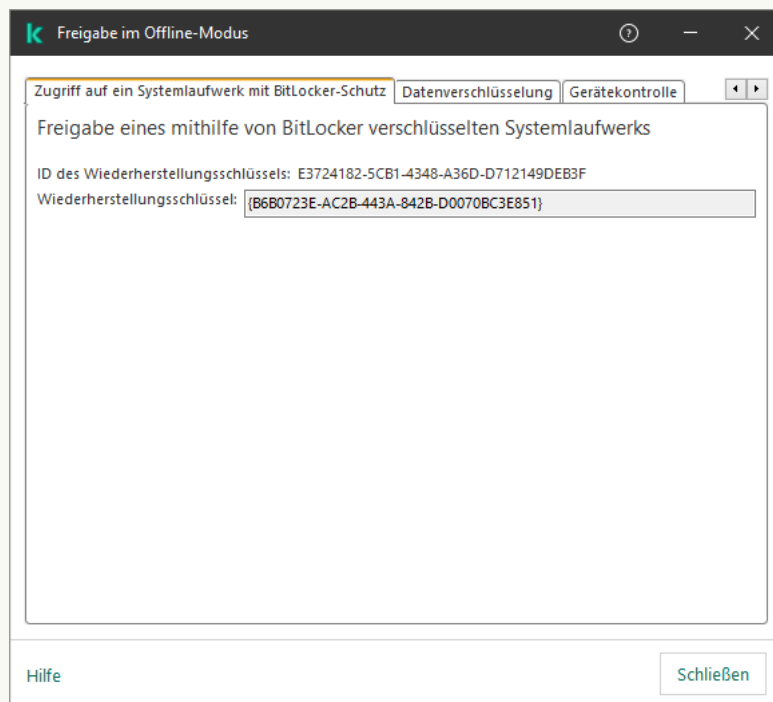 Freigabe im Offline-Modus
Zugriff auf ein Systemlaufwerk mit BitLocker-Schutz Datenverschlüsselung Gerätekontrolle
Freigabe eines mithilfe von BitLocker verschlüsselten Systemlaufwerks
ID des Wiederherstellungsschlüssels: E3724182-5CB1-4348-A36D-D712149DEB3F
Wiederherstellungsschlüssel: {B6B0723E-AC2B-443A-842B-D0070BC3E851}
Hilfe Schließen